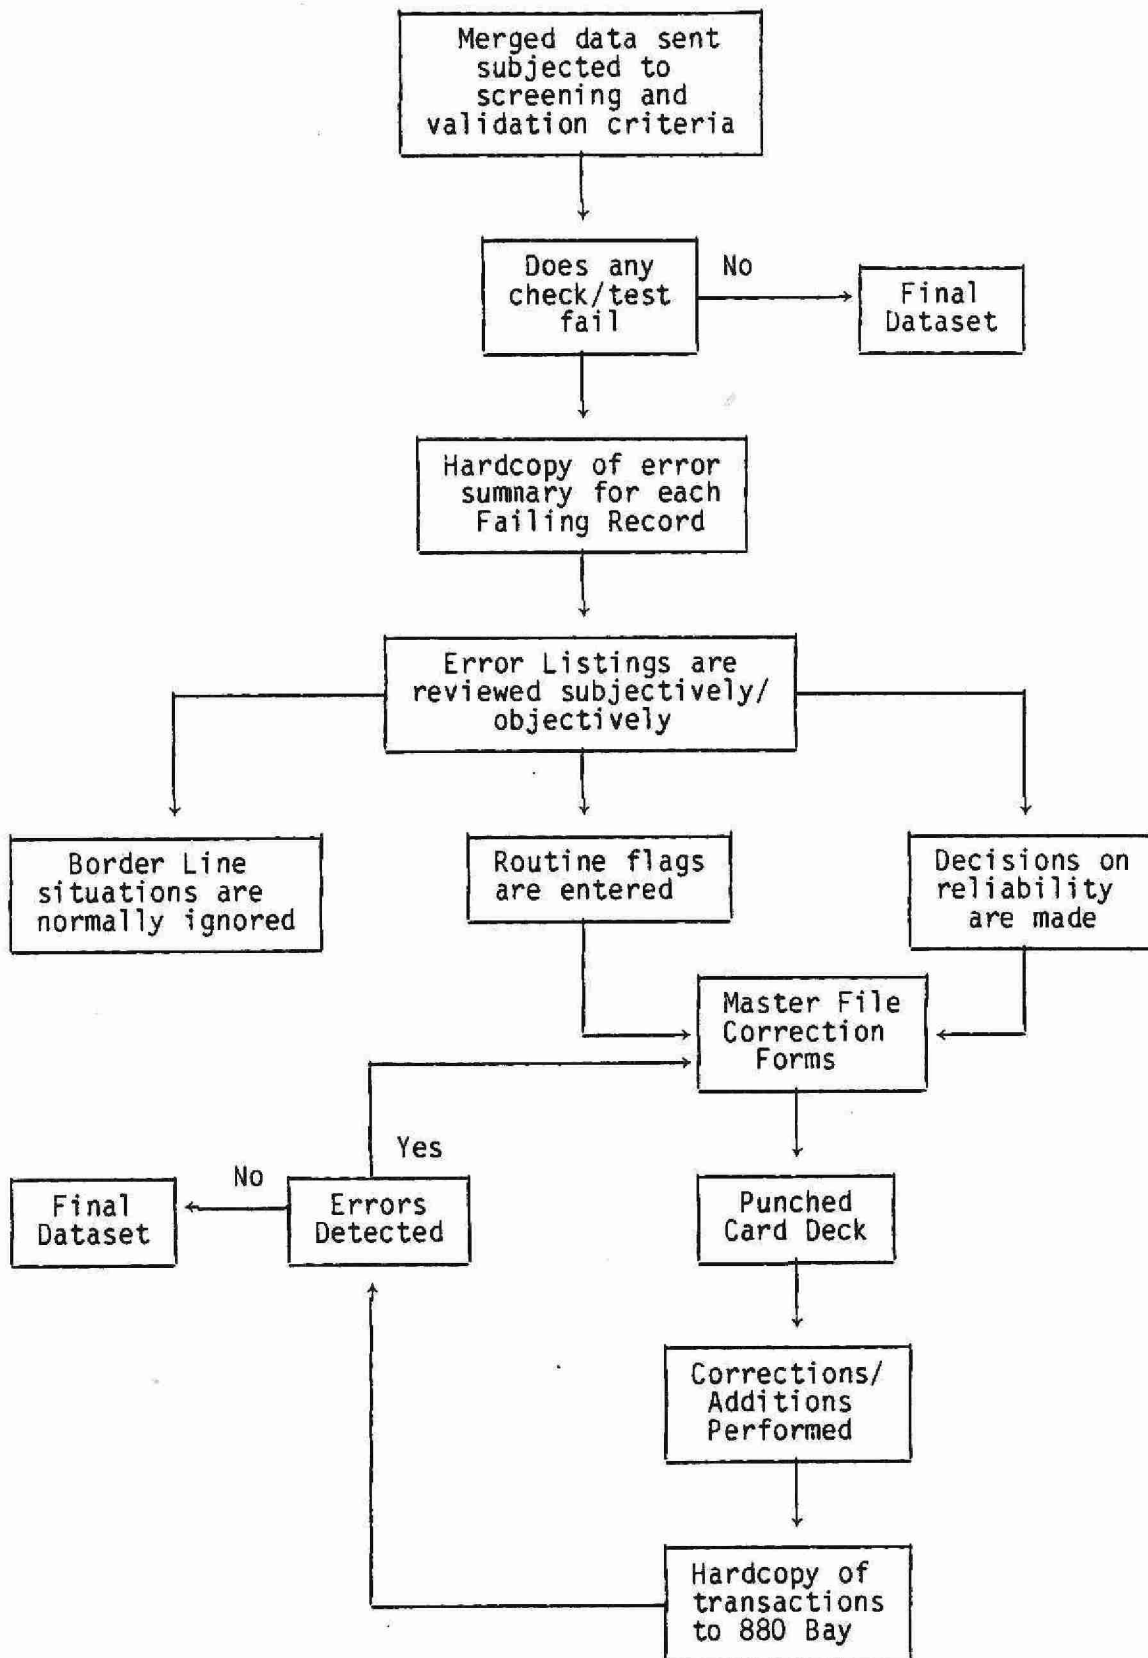 Merged data sent
subjected to
screening and
validation criteria
Does any
check/test
fail
No
Final
Dataset
Hardcopy of error
summary for each
Failing Record
Error Listings are
reviewed subjectively/
objectively
Border Line
situations are
normally ignored
Routine flags
are entered
Decisions on
reliability
are made
Master File
Correction
Forms
Yes
No
Final
Dataset
Errors
Detected
Punched
Card Deck
Corrections/
Additions
Performed
Hardcopy of
transactions
to 880 Bay